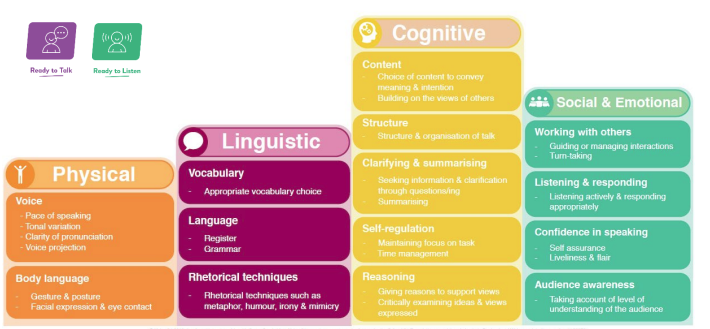 Ready to Talk
Ready to Listen
Physical
Voice
- Pace of speaking
- Tonal variation
- Clarity of pronunciation
- Voice projection
Body language
- Gesture & posture
- Facial expression & eye contact
Linguistic
Vocabulary
- Appropriate vocabulary choice
Language
- Register
- Grammar
Rhetorical techniques
- Rhetorical techniques such as
metaphor, humour, irony & mimicry
Cognitive
Content
- Choice of content to convey
meaning & intention
- Building on the views of others
Structure
- Structure & organisation of talk
Clarifying & summarising
- Seeking information & clarification
through questions/ing
- Summarising
Self-regulation
- Maintaining focus on task
- Time management
Reasoning
- Giving reasons to support views
- Critically examining ideas & views
expressed
Social & Emotional
Working with others
- Guiding or managing interactions
- Turn-taking
Listening & responding
- Listening actively & responding
appropriately
Confidence in speaking
- Self assurance
- Liveliness & flair
Audience awareness
- Taking account of level of
understanding of the audience